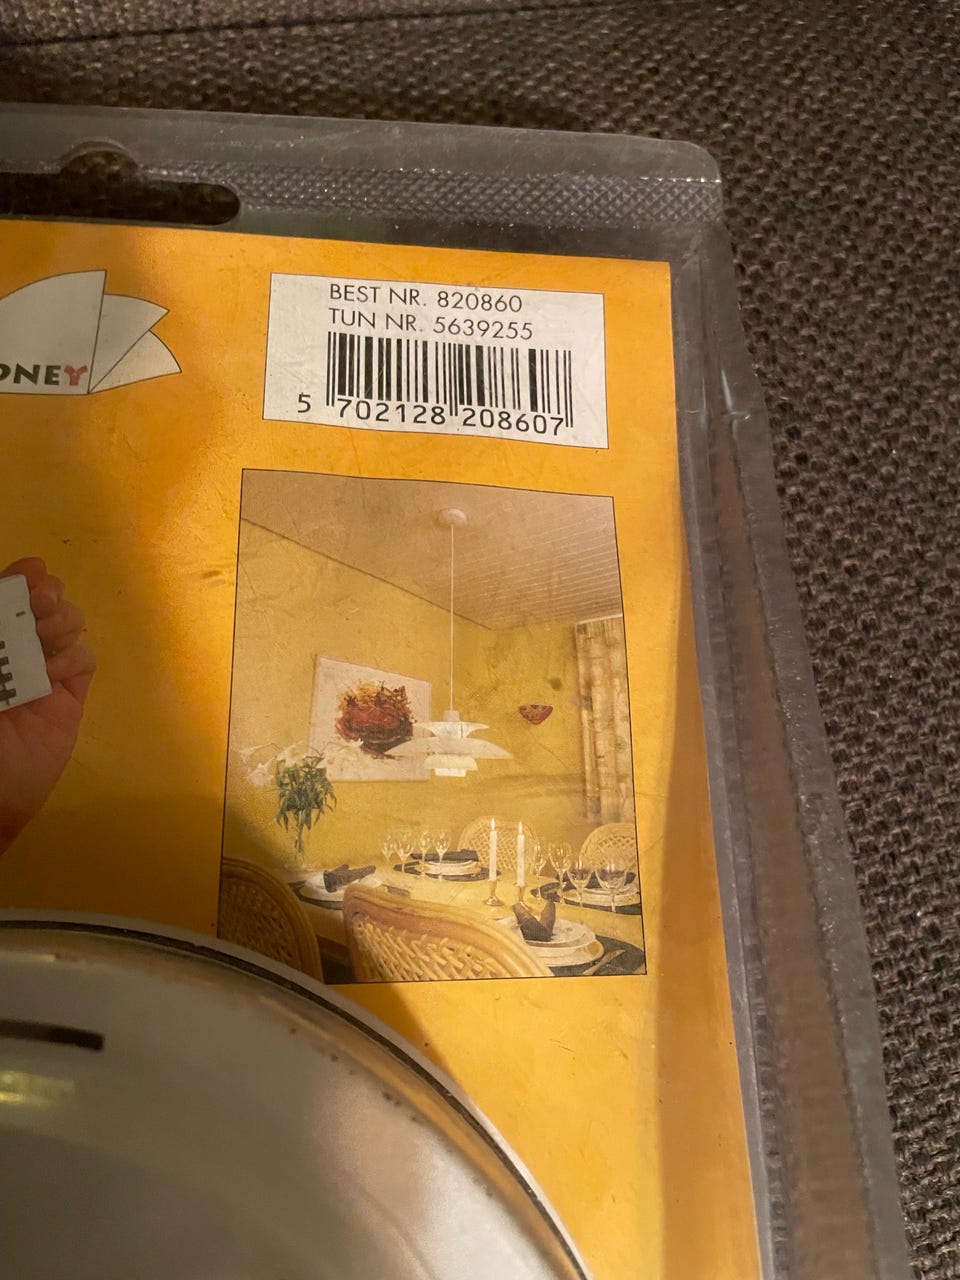 BEST NR. 820860
TUN NR. 5639255
5 702128 208607
ONEY